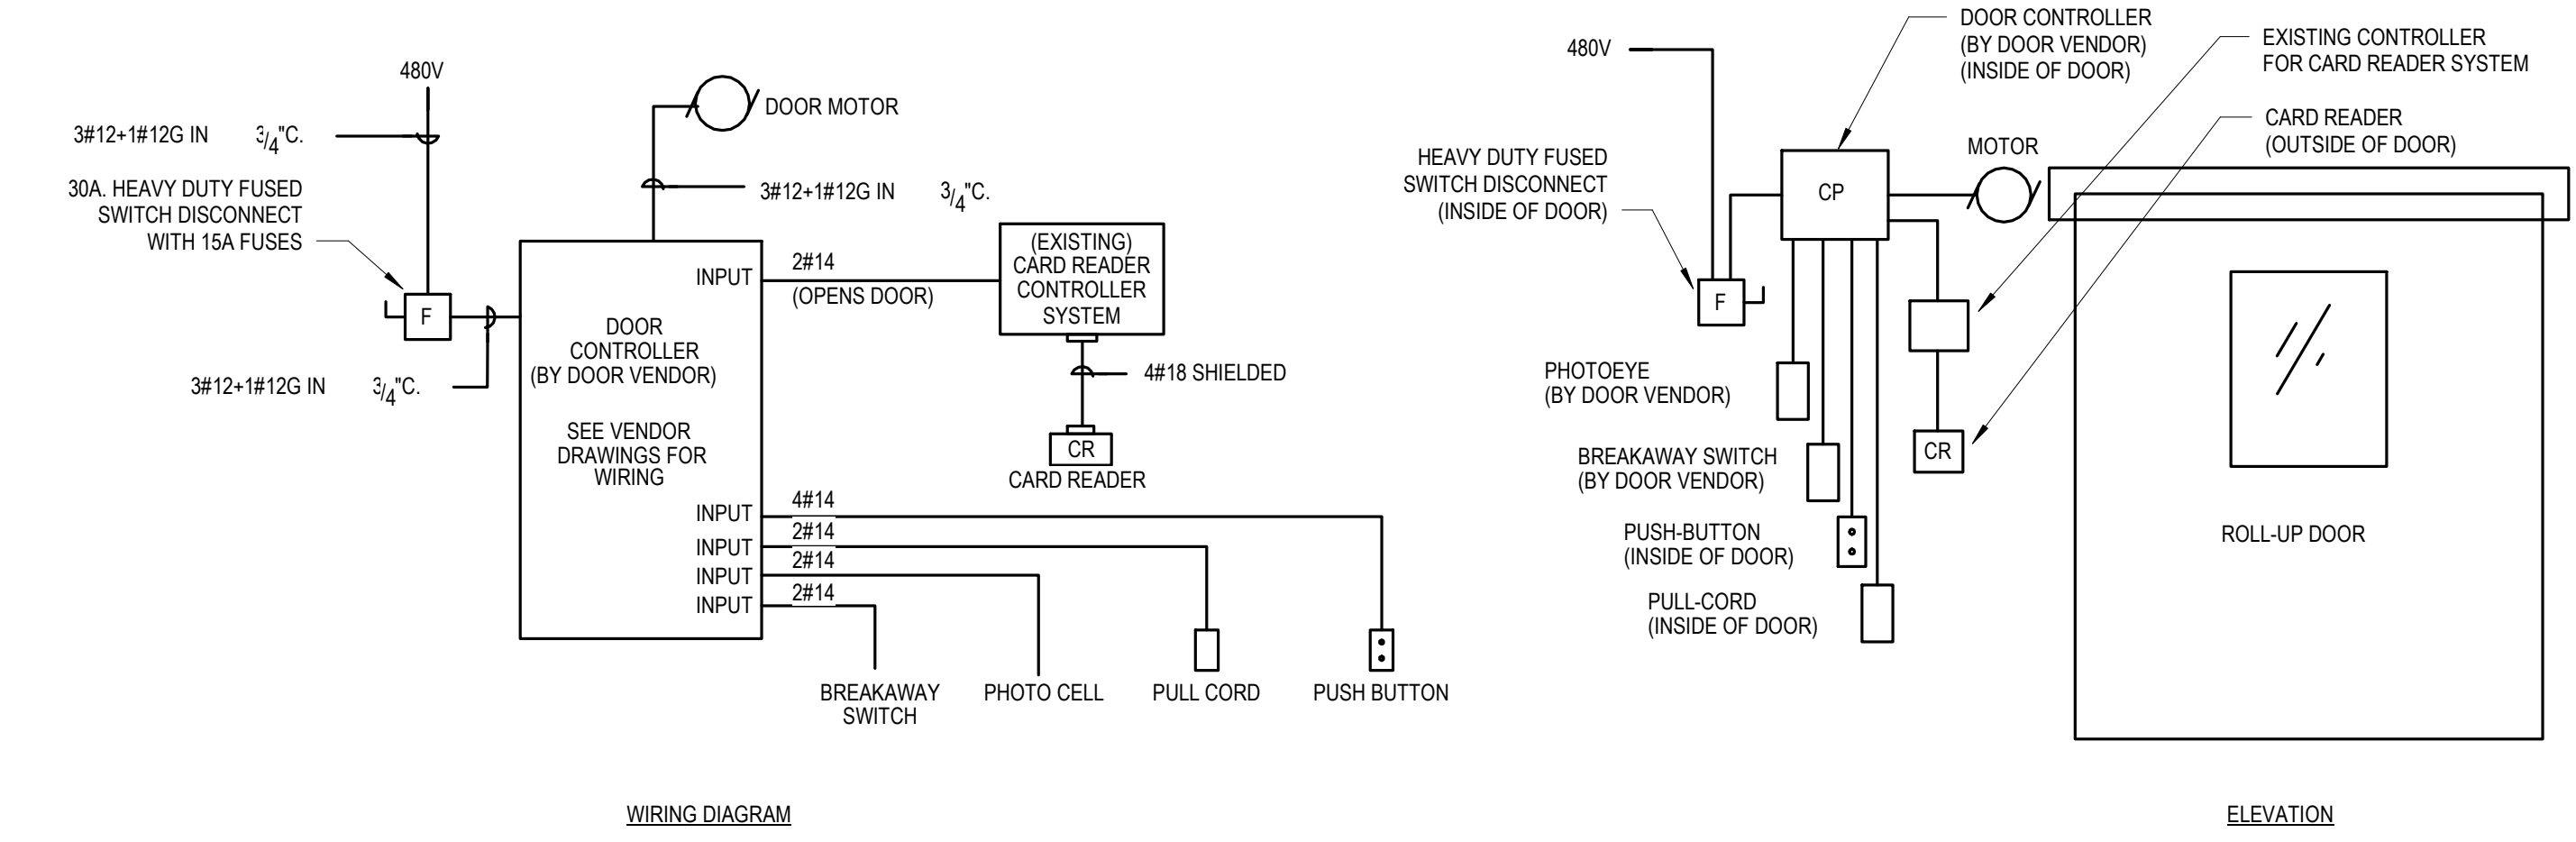 480V
3#12+1#12G IN 3/4"C.
30A. HEAVY DUTY FUSED
SWITCH DISCONNECT
WITH 15A FUSES
F
3#12+1#12G IN 3/4"C.
DOOR MOTOR
3#12+1#12G IN 3/4"C.
INPUT
2#14
(OPENS DOOR)
(EXISTING)
CARD READER
CONTROLLER
SYSTEM
DOOR
CONTROLLER
(BY DOOR VENDOR)
SEE VENDOR
DRAWINGS FOR
WIRING
4#18 SHIELDED
CR
CARD READER
INPUT
4#14
INPUT
2#14
INPUT
2#14
INPUT
2#14
BREAKAWAY
SWITCH
PHOTO CELL
PULL CORD
PUSH BUTTON
WIRING DIAGRAM
480V
DOOR CONTROLLER
(BY DOOR VENDOR)
(INSIDE OF DOOR)
EXISTING CONTROLLER
FOR CARD READER SYSTEM
CARD READER
(OUTSIDE OF DOOR)
HEAVY DUTY FUSED
SWITCH DISCONNECT
(INSIDE OF DOOR)
CP
MOTOR
F
PHOTOEYE
(BY DOOR VENDOR)
BREAKAWAY SWITCH
(BY DOOR VENDOR)
CR
PUSH-BUTTON
(INSIDE OF DOOR)
PULL-CORD
(INSIDE OF DOOR)
ROLL-UP DOOR
ELEVATION